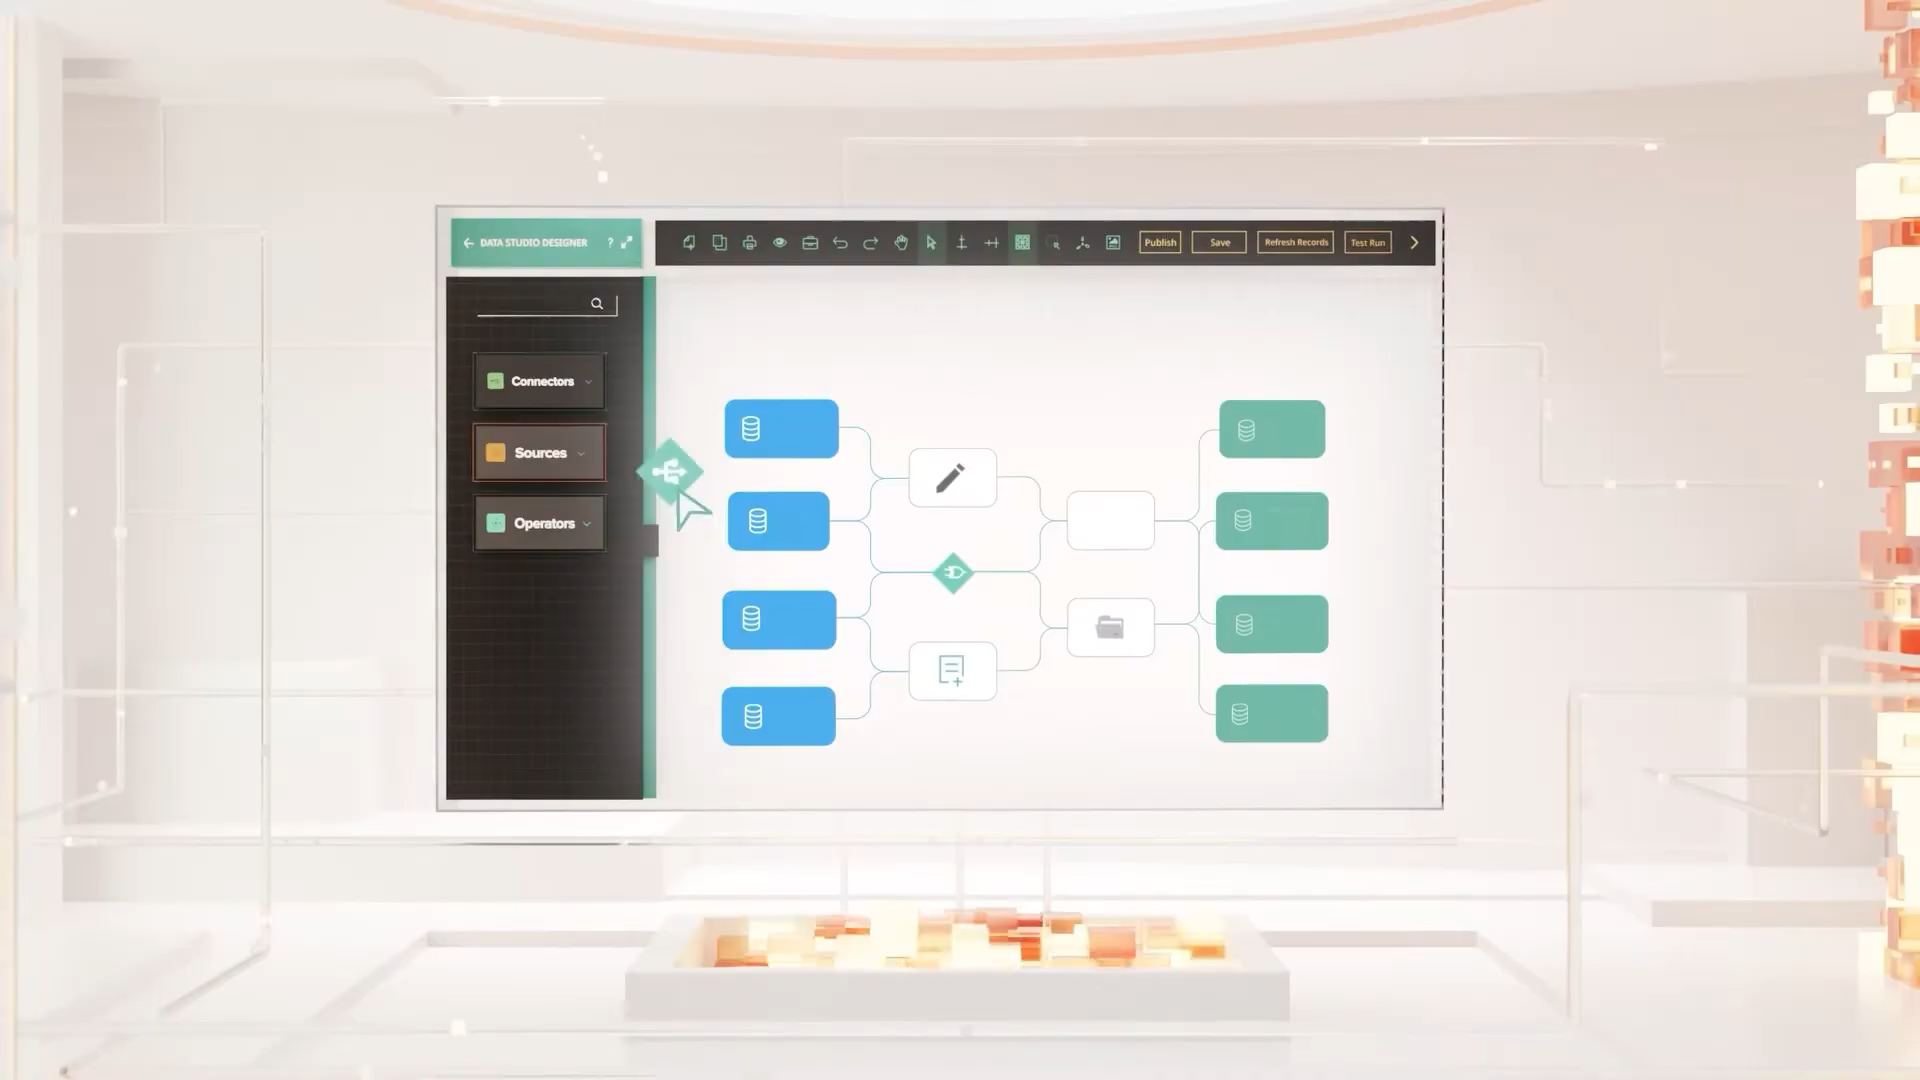 DATA STUDIO DESIGNER ?
Publish
Save
Refresh Records
Test Run
Connectors
Sources
Operators